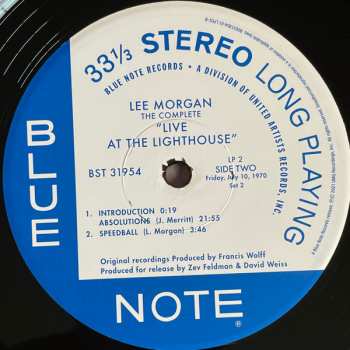 33⅓ STEREO LONG PLAYING
BLUE NOTE RECORDS • A DIVISION OF UNITED ARTISTS RECORDS, INC.
LEE MORGAN
THE COMPLETE
"LIVE
AT THE LIGHTHOUSE"
BST 31954
LP 2
SIDE TWO
Friday, July 10, 1970
Set 2
1. INTRODUCTION 0:19
ABSOLUTIONS (J. Merritt) 21:55
2. SPEEDBALL (L. Morgan) 3:46
Original recordings Produced by Francis Wolff
Produced for release by Zev Feldman & David Weiss
BLUE
NOTE
®